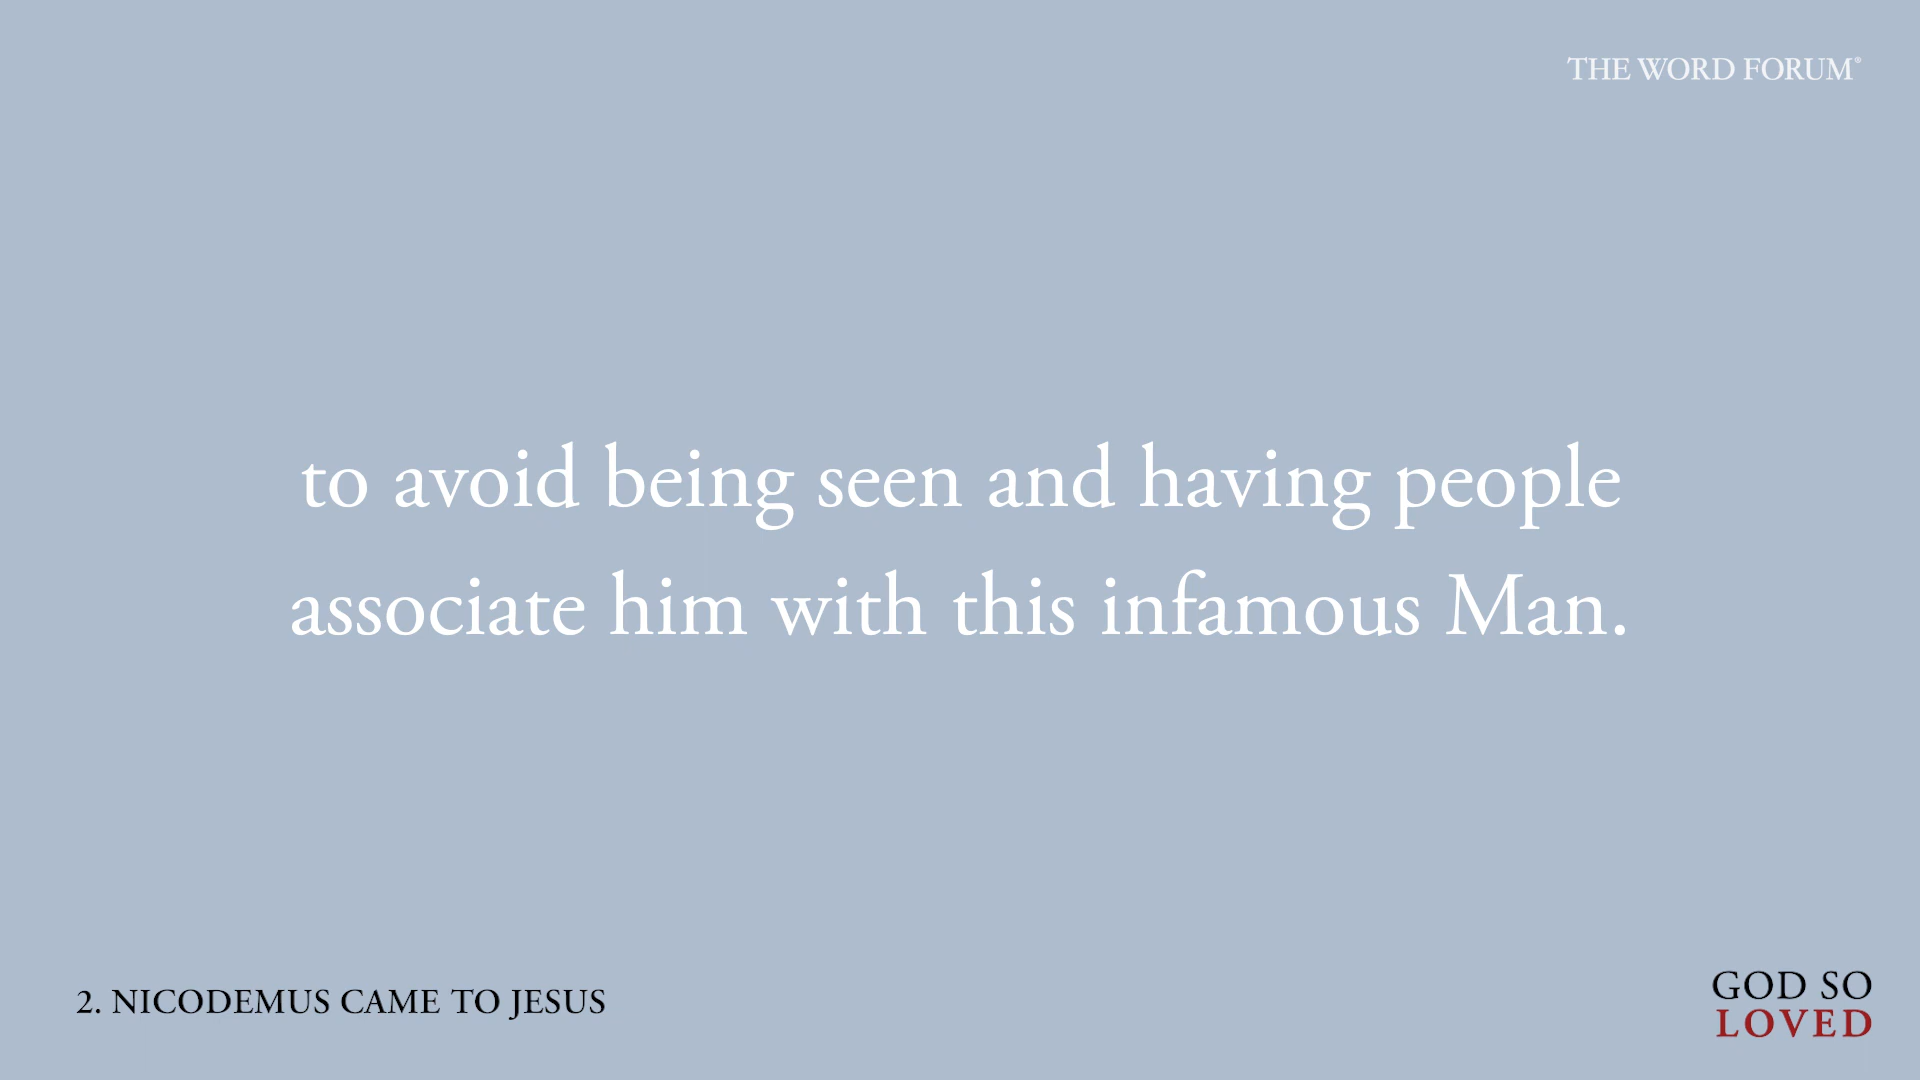 THE WORD FORUM®
to avoid being seen and having people
associate him with this infamous Man.
2. NICODEMUS CAME TO JESUS
GOD SO
LOVED